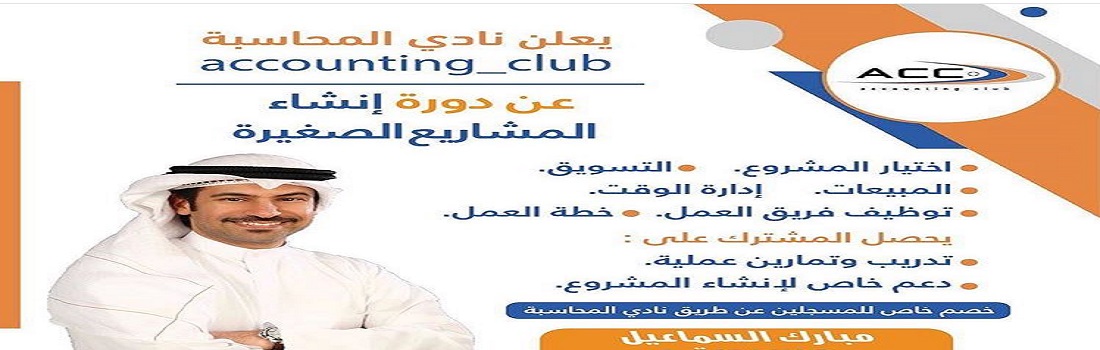 يعلن نادي المحاسبة
accounting_club
عن دورة إنشاء
المشاريع الصغيرة
ACC
accounting club
● اختيار المشروع. ● التسويق.
● المبيعات. إدارة الوقت.
● توظيف فريق العمل. ● خطة العمل.
يحصل المشترك على :
● تدريب وتمارين عملية.
● دعم خاص لإنشاء المشروع.
خصم خاص للمسجلين عن طريق نادي المحاسبة
مبارك السماعيل